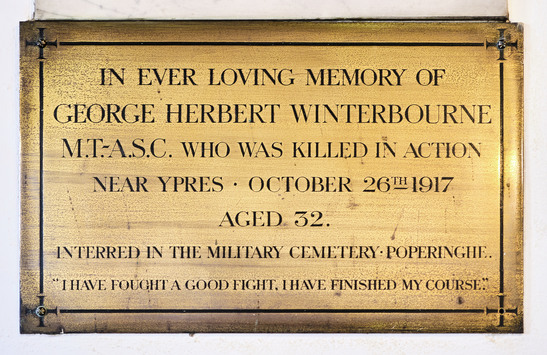 IN EVER LOVING MEMORY OF
GEORGE HERBERT WINTERBOURNE
M.T.-A.S.C. WHO WAS KILLED IN ACTION
NEAR YPRES · OCTOBER 26TH 1917
AGED 32.
INTERRED IN THE MILITARY CEMETERY · POPERINGHE.
"I HAVE FOUGHT A GOOD FIGHT, I HAVE FINISHED MY COURSE."